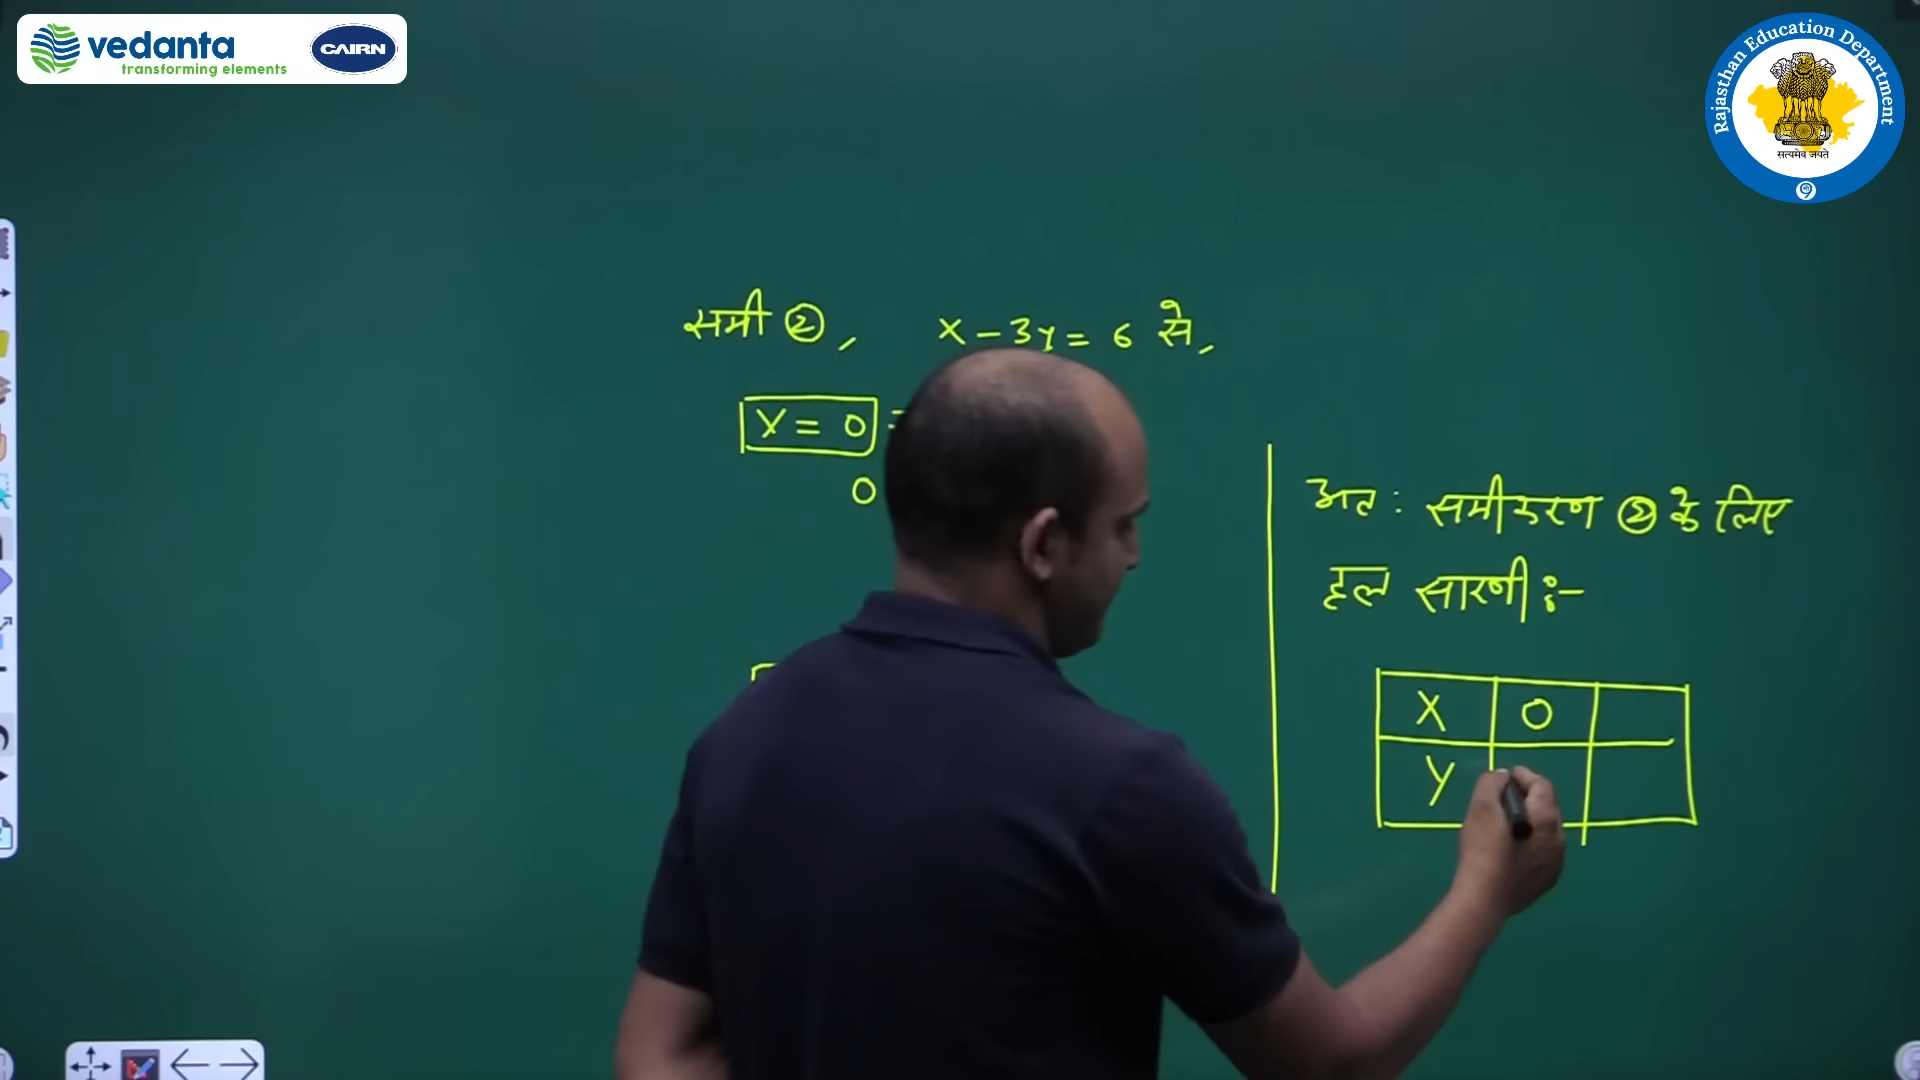 vedanta
transforming elements
CAIRN
Rajasthan Education Department
सत्यमेव जयते
समी ②, x - 3y = 6 से,
x = 0
0
अतः समीकरण ② के लिए
हल सारणी :-
x 0
y